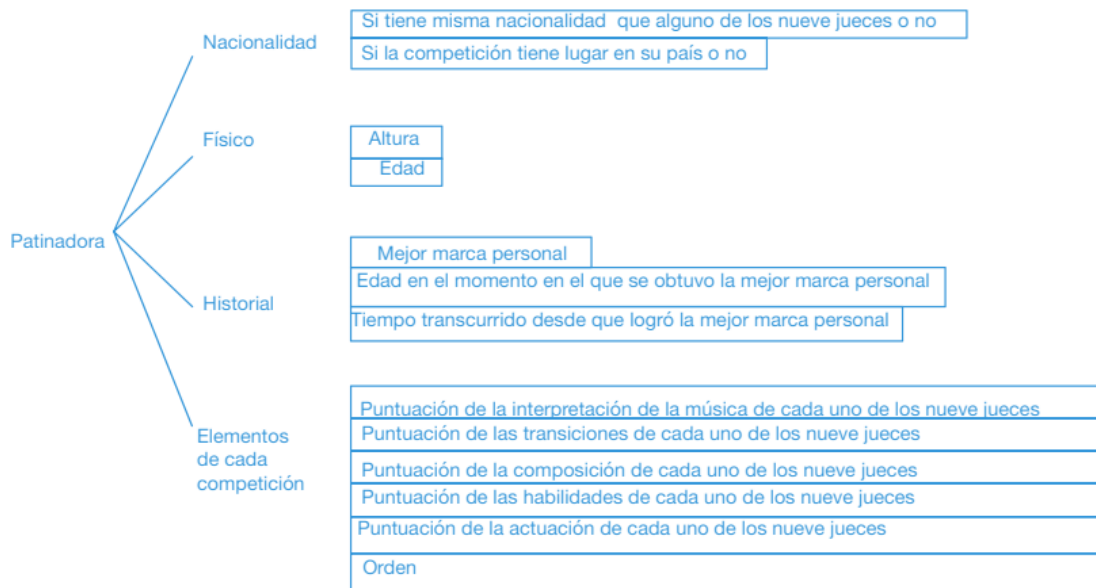 Patinadora
Nacionalidad
Si tiene misma nacionalidad que alguno de los nueve jueces o no
Si la competición tiene lugar en su país o no
Físico
Altura
Edad
Historial
Mejor marca personal
Edad en el momento en el que se obtuvo la mejor marca personal
Tiempo transcurrido desde que logró la mejor marca personal
Elementos
de cada
competición
Puntuación de la interpretación de la música de cada uno de los nueve jueces
Puntuación de las transiciones de cada uno de los nueve jueces
Puntuación de la composición de cada uno de los nueve jueces
Puntuación de las habilidades de cada uno de los nueve jueces
Puntuación de la actuación de cada uno de los nueve jueces
Orden